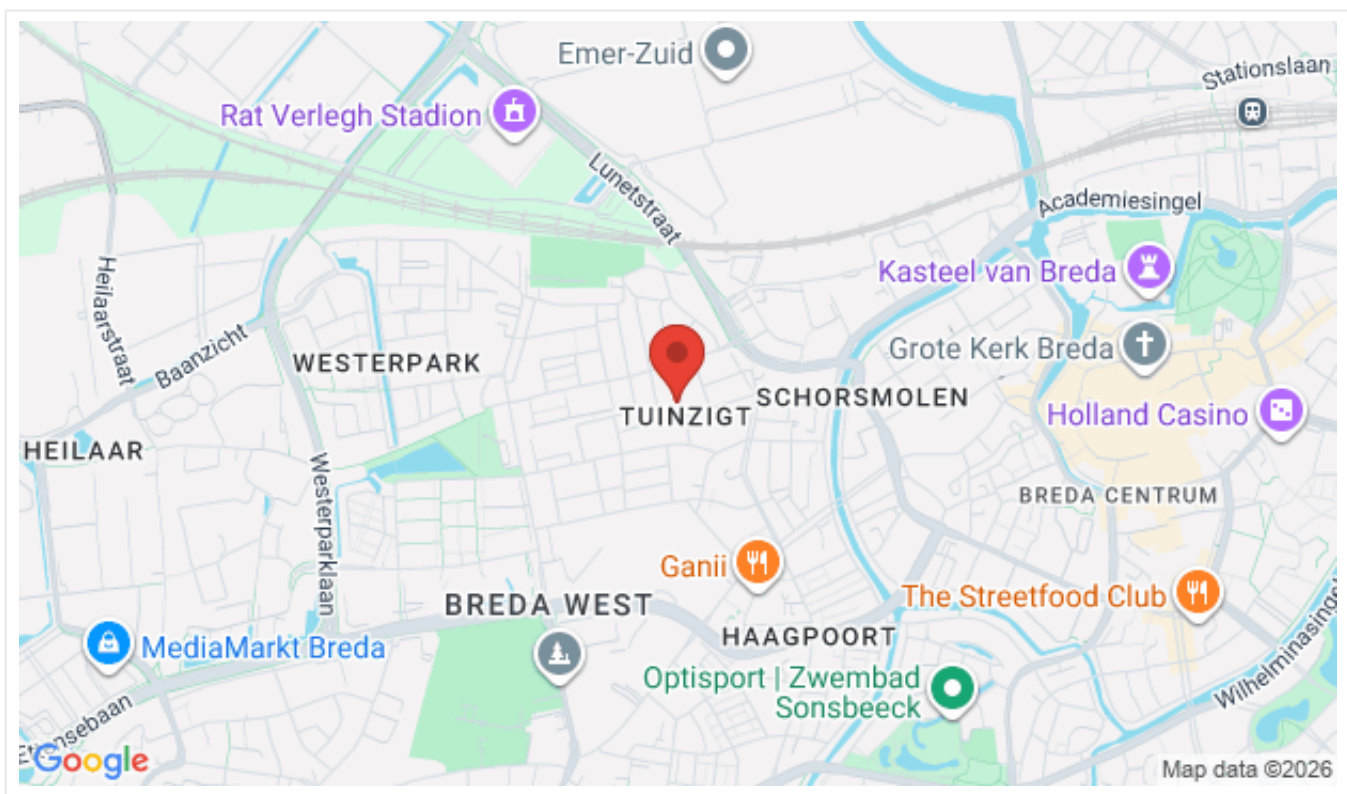 Emer-Zuid
Stationslaan
Rat Verlegh Stadion
Lunetstraat
Academiesingel
Heilaarstraat
Kasteel van Breda
Baanzicht
WESTERPARK
Grote Kerk Breda
TUINZIGT
SCHORSMOLEN
Holland Casino
HEILAAR
Westerparklaan
BREDA CENTRUM
Ganii
The Streetfood Club
BREDA WEST
HAAGPOORT
MediaMarkt Breda
Optisport | Zwembad
Sonsbeeck
Wilhelminasingel
Ettensebaan
Google
Map data ©2026